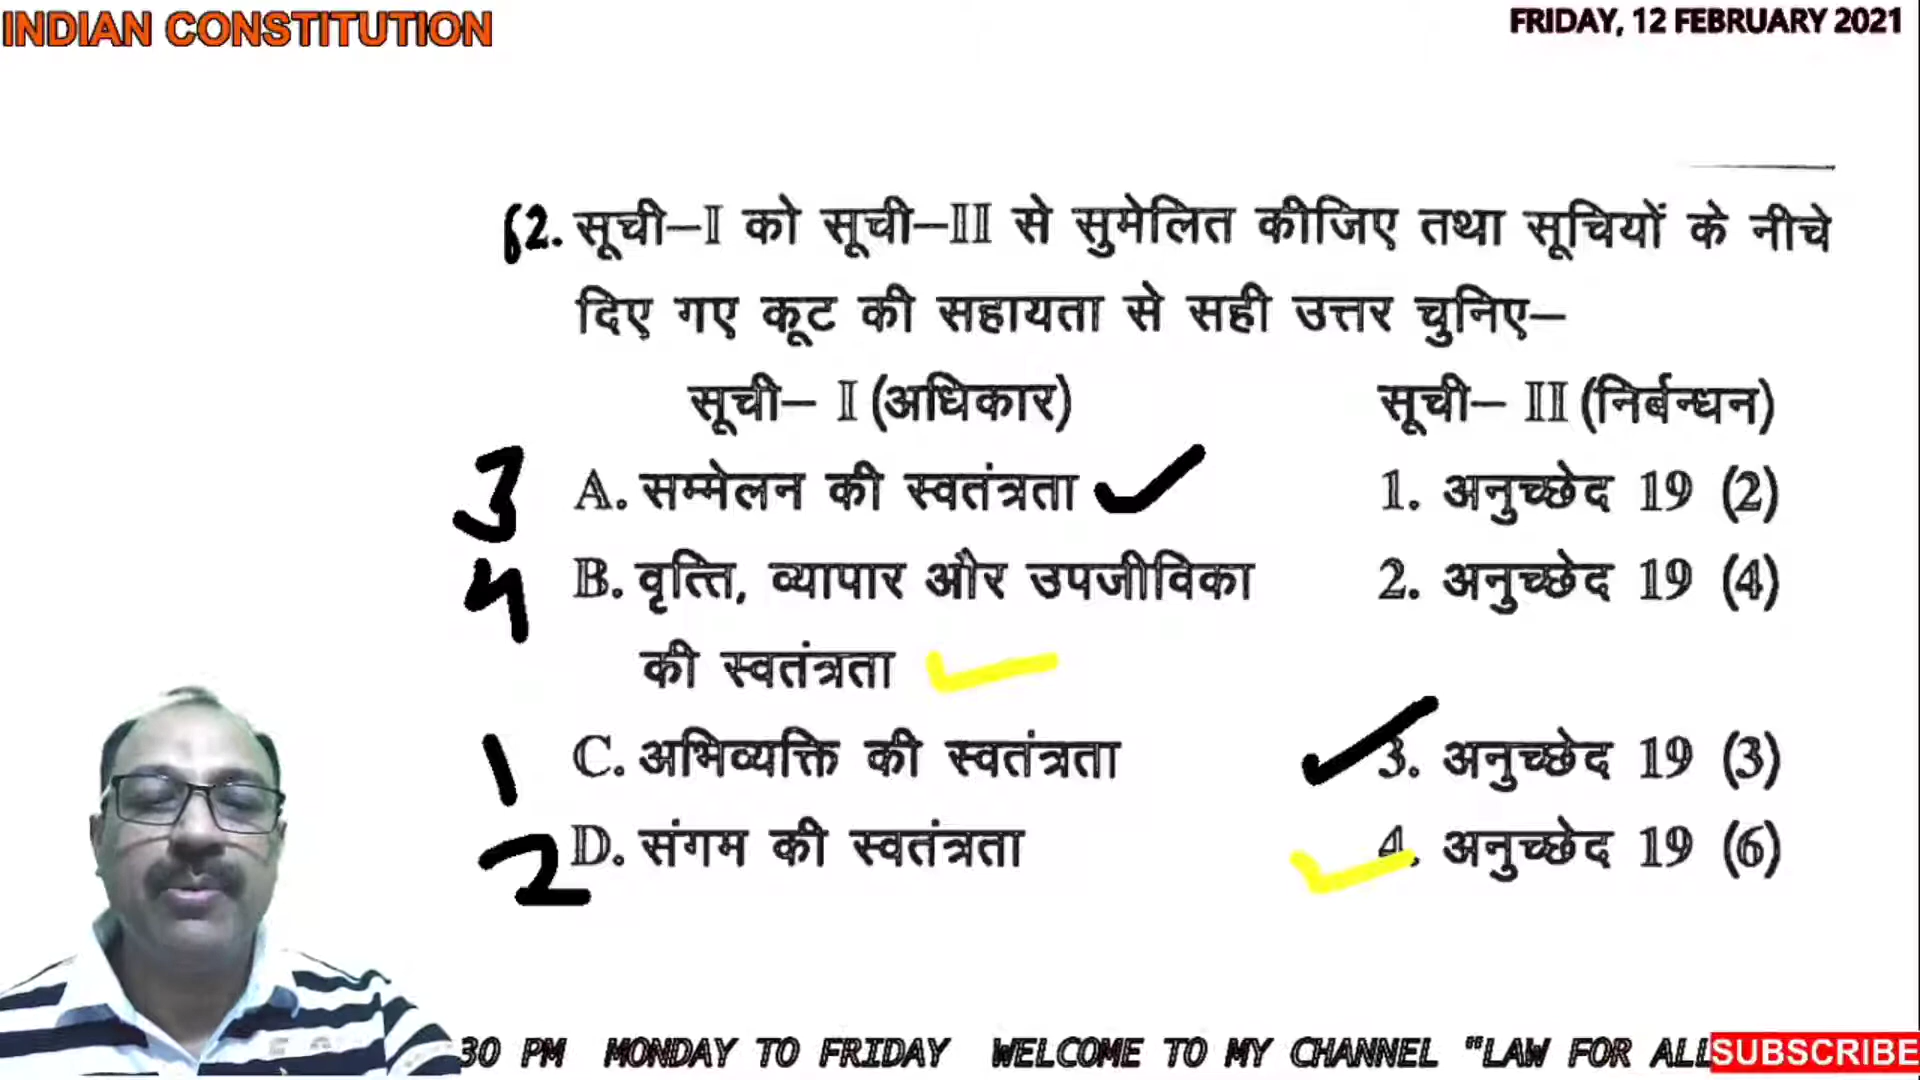 INDIAN CONSTITUTION
FRIDAY, 12 FEBRUARY 2021
62. सूची–I को सूची–II से सुमेलित कीजिए तथा सूचियों के नीचे
दिए गए कूट की सहायता से सही उत्तर चुनिए–
सूची– I (अधिकार) सूची– II (निर्बन्धन)
3 A. सम्मेलन की स्वतंत्रता 1. अनुच्छेद 19 (2)
4 B. वृत्ति, व्यापार और उपजीविका 2. अनुच्छेद 19 (4)
की स्वतंत्रता
1 C. अभिव्यक्ति की स्वतंत्रता 3. अनुच्छेद 19 (3)
2 D. संगम की स्वतंत्रता 4. अनुच्छेद 19 (6)
30 PM MONDAY TO FRIDAY WELCOME TO MY CHANNEL "LAW FOR ALL
SUBSCRIBE